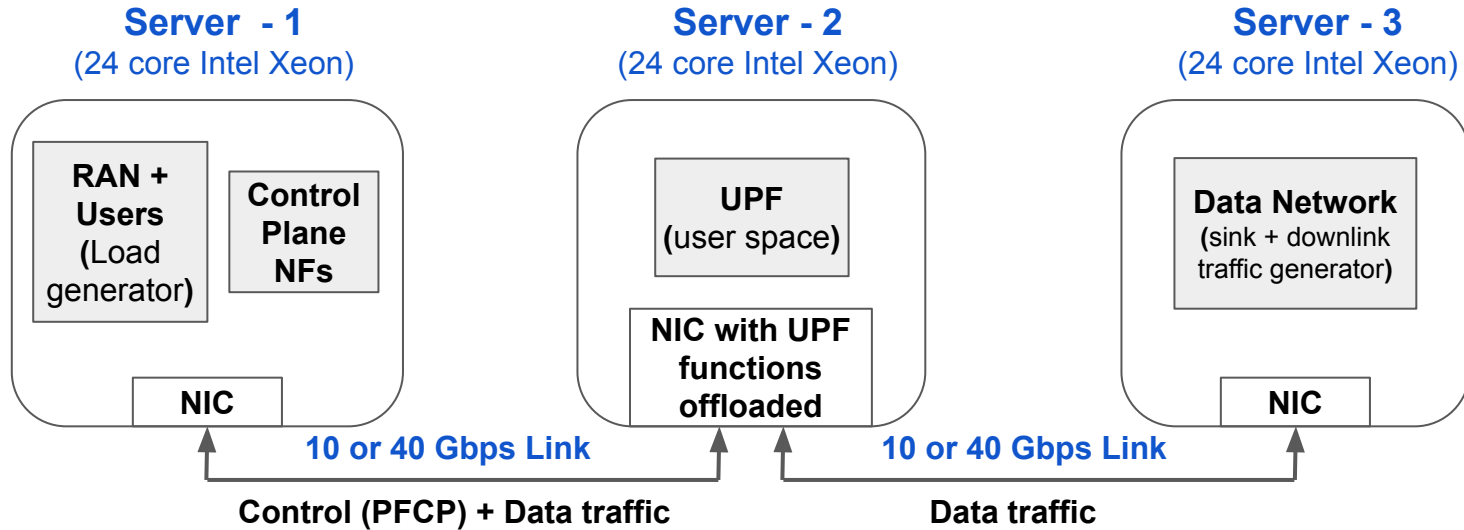 Server - 1
(24 core Intel Xeon)
RAN +
Users
(Load
generator)
Control
Plane
NFs
NIC
Server - 2
(24 core Intel Xeon)
UPF
(user space)
NIC with UPF
functions
offloaded
Server - 3
(24 core Intel Xeon)
Data Network
(sink + downlink
traffic generator)
NIC
10 or 40 Gbps Link
Control (PFCP) + Data traffic
10 or 40 Gbps Link
Data traffic